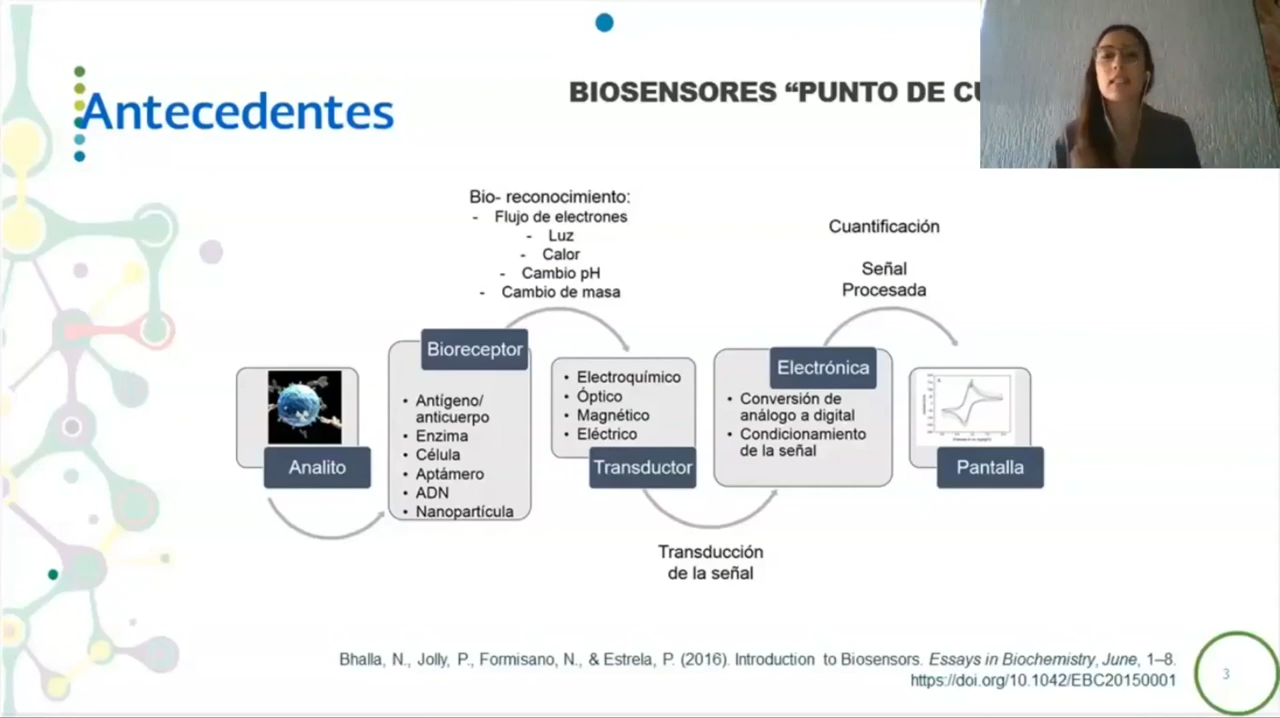 Antecedentes
BIOSENSORES “PUNTO DE
Bio- reconocimiento:
- Flujo de electrones
- Luz
- Calor
- Cambio pH
- Cambio de masa
Cuantificación
Señal
Procesada
Analito
Bioreceptor
• Antígeno/
anticuerpo
• Enzima
• Célula
• Aptámero
• ADN
• Nanopartícula
• Electroquímico
• Óptico
• Magnético
• Eléctrico
Transductor
Electrónica
• Conversión de
análogo a digital
• Condicionamiento
de la señal
Pantalla
Transducción
de la señal
Bhalla, N., Jolly, P., Formisano, N., & Estrela, P. (2016). Introduction to Biosensors. Essays in Biochemistry, June, 1–8.
https://doi.org/10.1042/EBC20150001
3